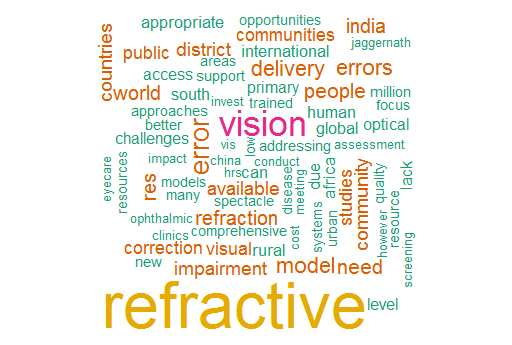 countries
appropriate
opportunities
communities
india
jaggernath
public
district
international
areas
access
support
delivery
errors
world
south
invest
primary
trained
people
million
focus
approaches
better
challenges
error
vision
human
global
optical
vis
low
addressing
assessment
eyecare
resources
impact
china
conduct
res
models
hrs
can
many
available
spectacle
disease
meeting
due
africa
studies
community
quality
lack
ophthalmic
refraction
clinics
comprehensive
cost
systems
urban
however
resource
screening
correction
visual
rural
new
impairment
model
need
refractive
level